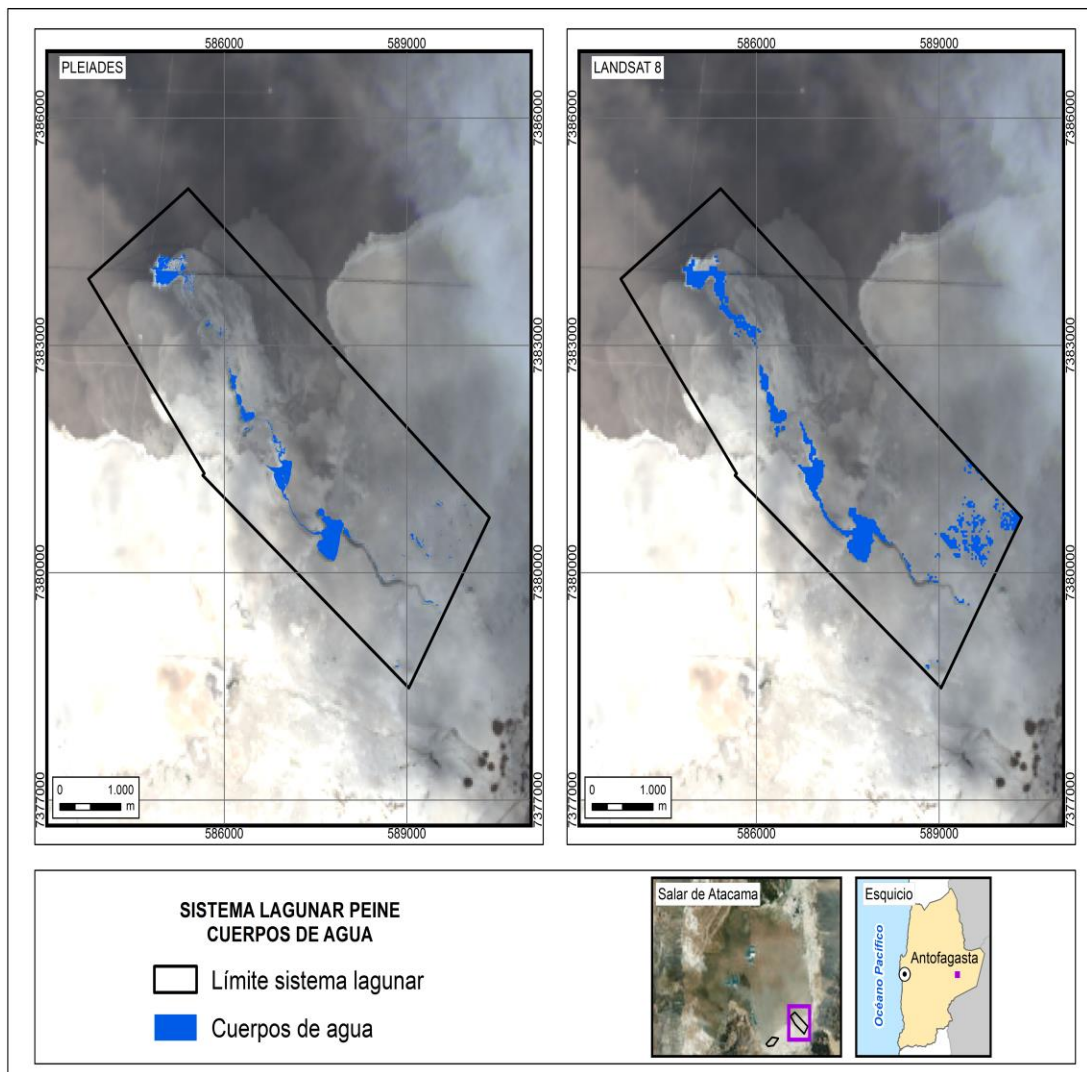 586000
589000
586000
589000
PLEIADES
LANDSAT 8
7386000
7386000
7386000
7386000
7383000
7383000
7383000
7383000
7380000
7380000
7380000
7380000
7377000
7377000
7377000
7377000
0 1.000
m
0 1.000
m
586000
589000
586000
589000
SISTEMA LAGUNAR PEINE
CUERPOS DE AGUA
Límite sistema lagunar
Cuerpos de agua
Salar de Atacama
Esquicio
Océano Pacífico
Antofagasta